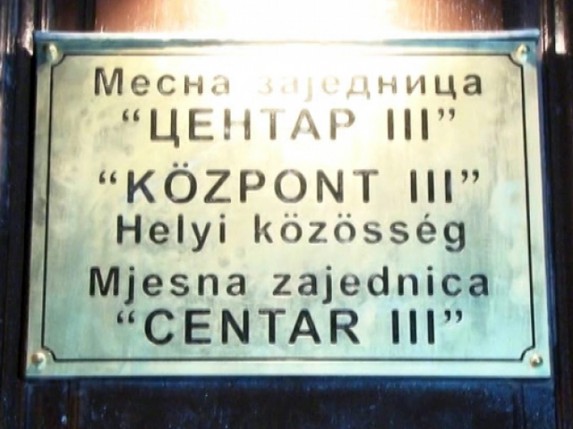 Месна заједница
“ЦЕНТАР III”
“KÖZPONT III”
Helyi közösség
Mjesna zajednica
“CENTAR III”